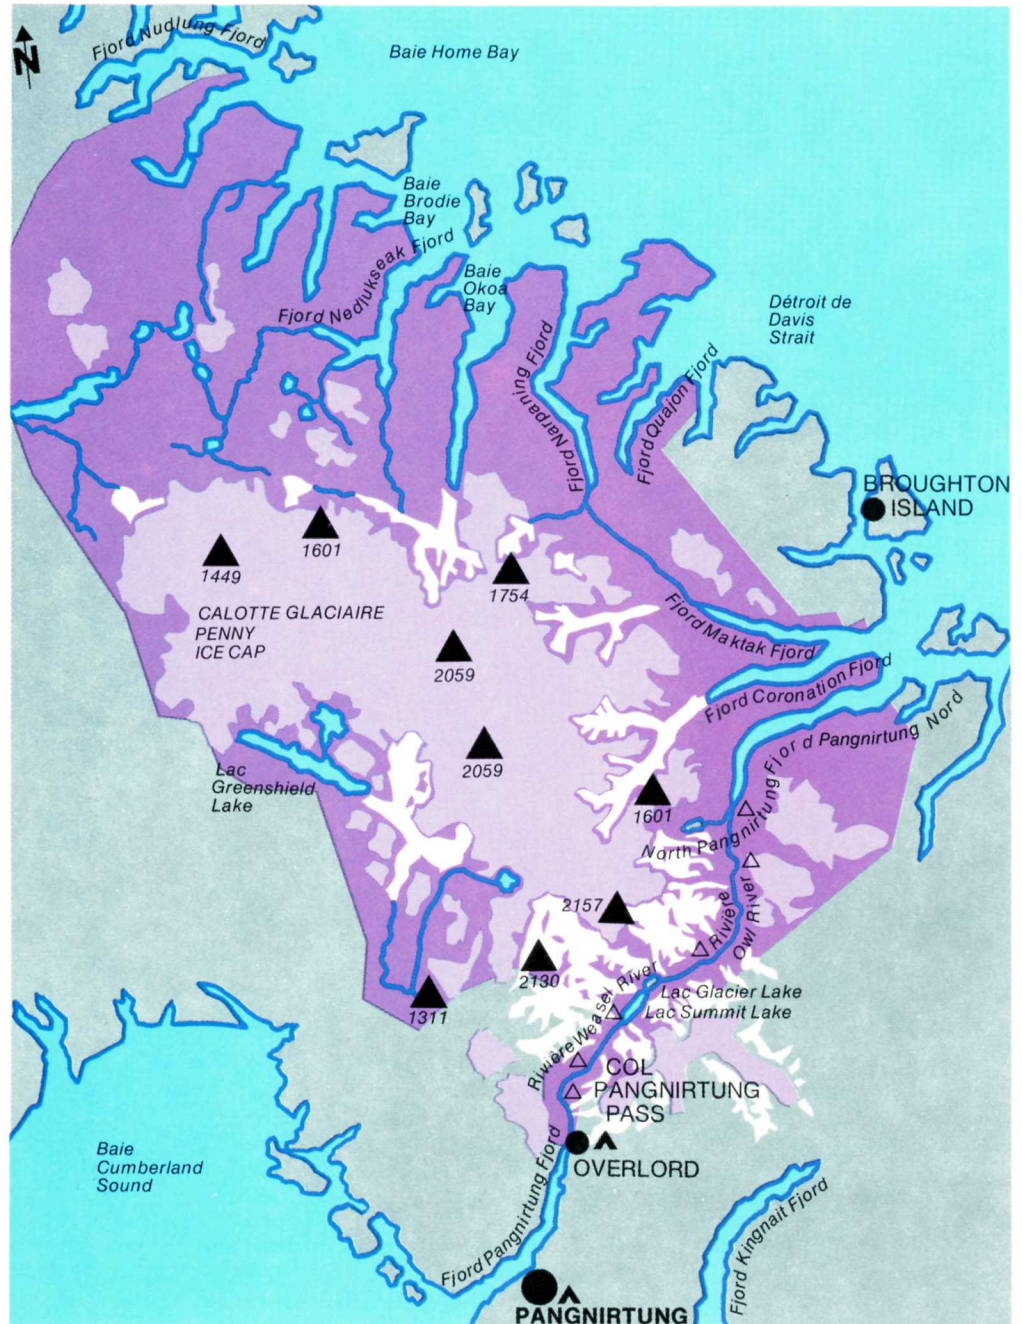 Fjord Nudlung Fjord
N
Baie Home Bay
Baie
Brodie
Bay
Fjord Nedlukseak Fjord
Baie
Okoa
Bay
Détroit de
Davis
Strait
Fjord Narpaning Fjord
Fjord Quajon Fjord
BROUGHTON
ISLAND
1601
1449
1754
CALOTTE GLACIAIRE
PENNY
ICE CAP
2059
Fjord Maktak Fjord
Fjord Coronation Fjord
2059
Fjord Pangnirtung Nord
North Pangnirtung Fjord
Lac
Greenshield
Lake
1601
2157
Rivière
Owl River
2130
1311
Rivière Weasel River
Lac Glacier Lake
Lac Summit Lake
COL
PANGNIRTUNG
PASS
OVERLORD
Baie
Cumberland
Sound
Fjord Pangnirtung Fjord
Fjord Kingnait Fjord
PANGNIRTUNG